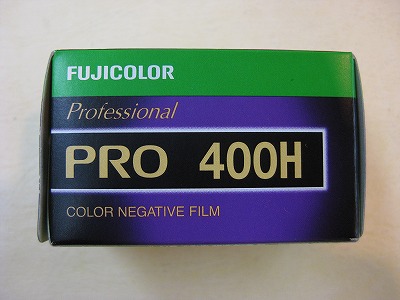 FUJICOLOR
Professional
PRO 400H
COLOR NEGATIVE FILM